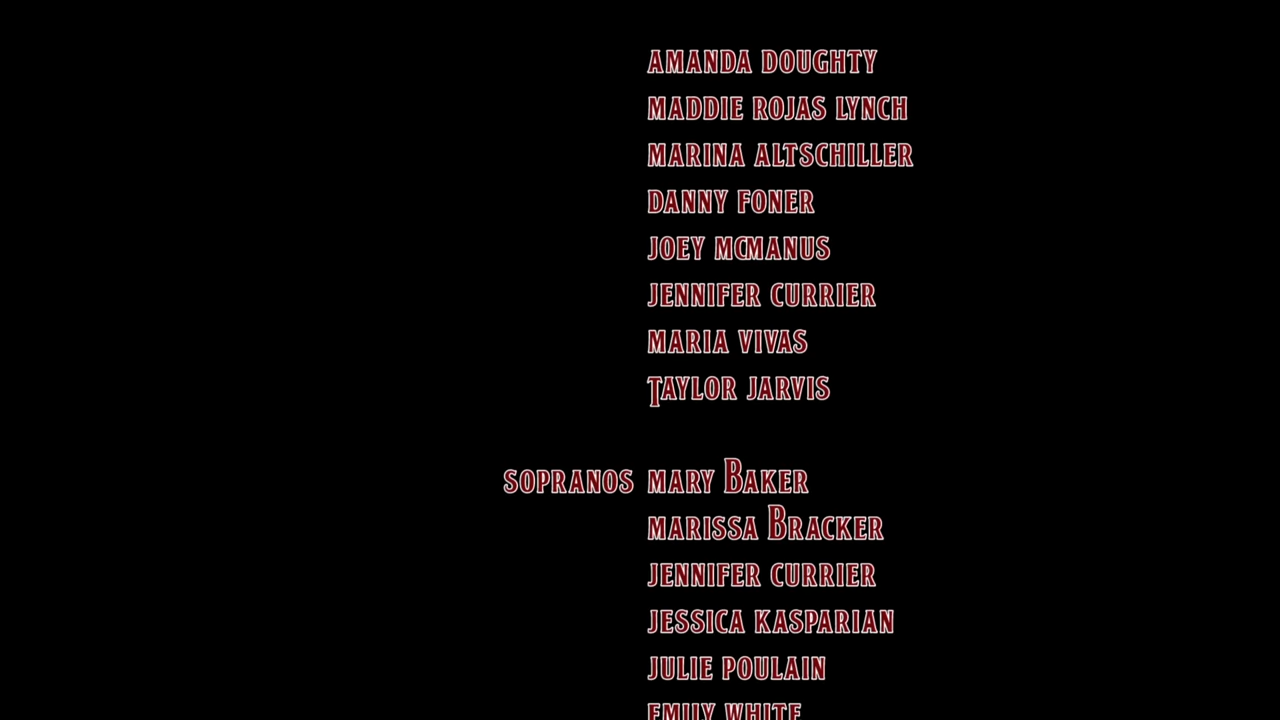 AMANDA DOUGHTY
MADDIE ROJAS LYNCH
MARINA ALTSCHILLER
DANNY FONER
JOEY MCMANUS
JENNIFER CURRIER
MARIA VIVAS
TAYLOR JARVIS
SOPRANOS MARY BAKER
MARISSA BRACKER
JENNIFER CURRIER
JESSICA KASPARIAN
JULIE POULAIN
EMILY WHITE